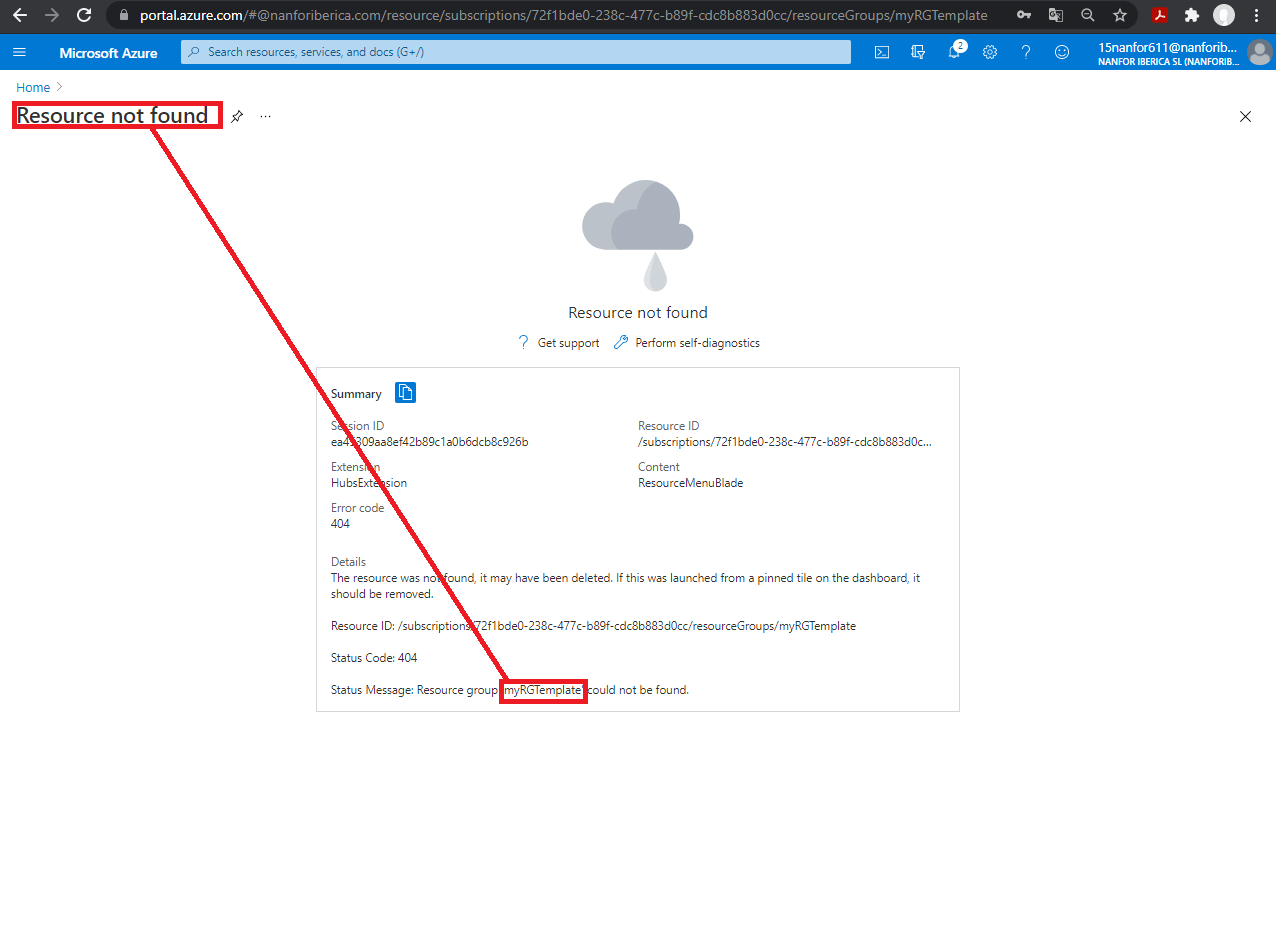 portal.azure.com/#@nanforiberica.com/resource/subscriptions/72f1bde0-238c-477c-b89f-cdc8b883d0cc/resourceGroups/myRGTemplate
Microsoft Azure
Search resources, services, and docs (G+/)
2
15nanfor611@nanforib...
NANFOR IBERICA SL (NANFORIB...
Home
Resource not found
...
Resource not found
? Get support
Perform self-diagnostics
Summary
Session ID
Resource ID
/subscriptions/72f1bde0-238c-477c-b89f-cdc8b883d0c...
Extension
Content
HubsExtension
ResourceMenuBlade
Error code
404
Details
The resource was not found, it may have been deleted. If this was launched from a pinned tile on the dashboard, it
should be removed.
Resource ID: /subscriptions/72f1bde0-238c-477c-b89f-cdc8b883d0cc/resourceGroups/myRGTemplate
Status Code: 404
Status Message: Resource group 'myRGTemplate' could not be found.